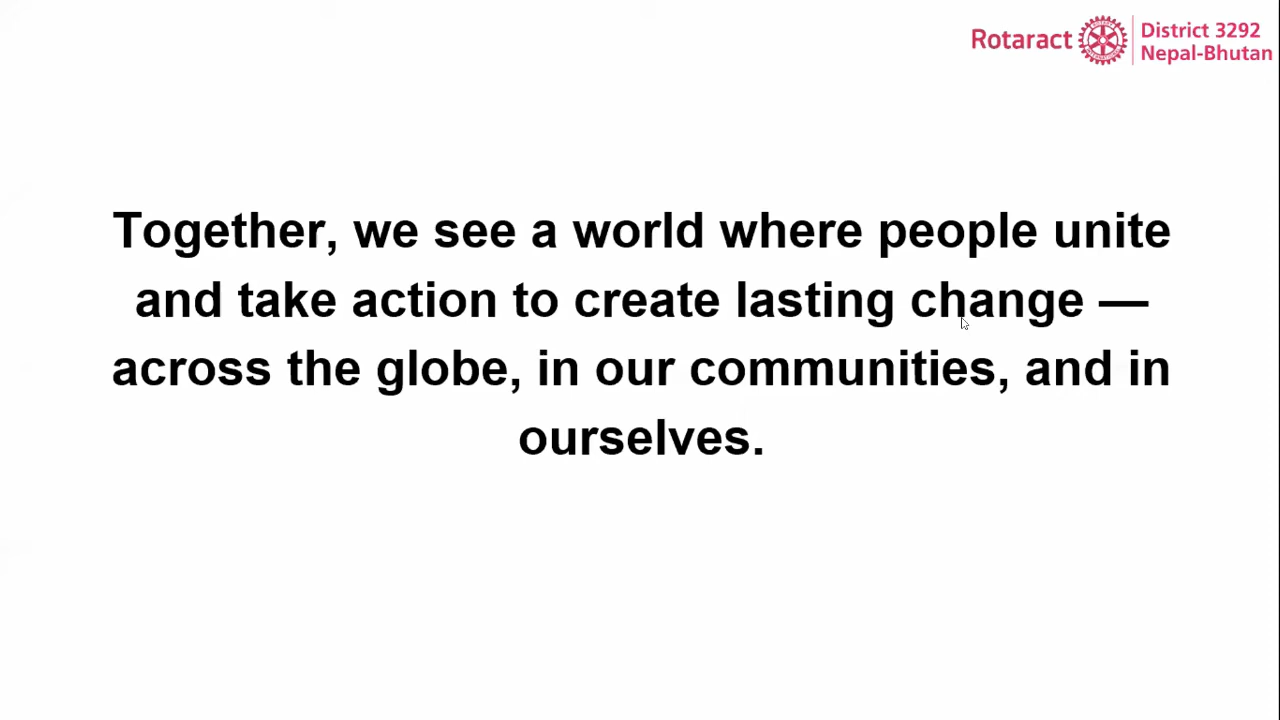 Rotaract
District 3292
Nepal-Bhutan
Together, we see a world where people unite
and take action to create lasting change —
across the globe, in our communities, and in
ourselves.